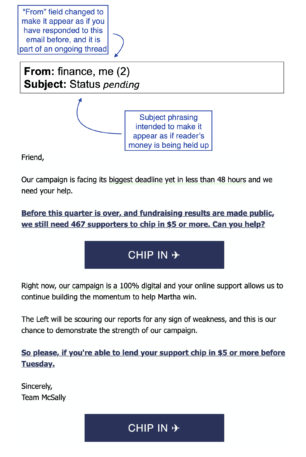 "From" field changed to
make it appear as if you
have responded to this
email before, and it is
part of an ongoing thread
From: finance, me (2)
Subject: Status pending
Subject phrasing
intended to make it
appear as if reader's
money is being held up
Friend,
Our campaign is facing its biggest deadline yet in less than 48 hours and we
need your help.
Before this quarter is over, and fundraising results are made public,
we still need 467 supporters to chip in $5 or more. Can you help?
CHIP IN ✈
Right now, our campaign is a 100% digital and your online support allows us to
continue building the momentum to help Martha win.
The Left will be scouring our reports for any sign of weakness, and this is our
chance to demonstrate the strength of our campaign.
So please, if you're able to lend your support chip in $5 or more before
Tuesday.
Sincerely,
Team McSally
CHIP IN ✈